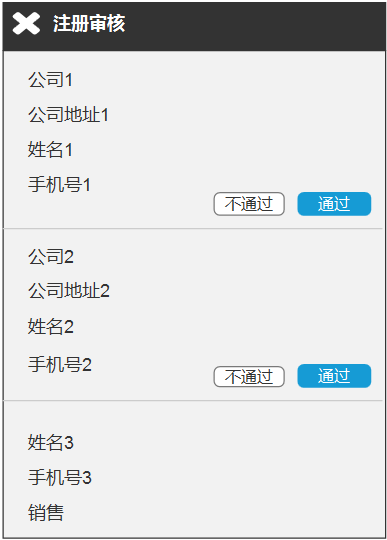 注册审核
公司1
公司地址1
姓名1
手机号1
不通过 通过
公司2
公司地址2
姓名2
手机号2
不通过 通过
姓名3
手机号3
销售